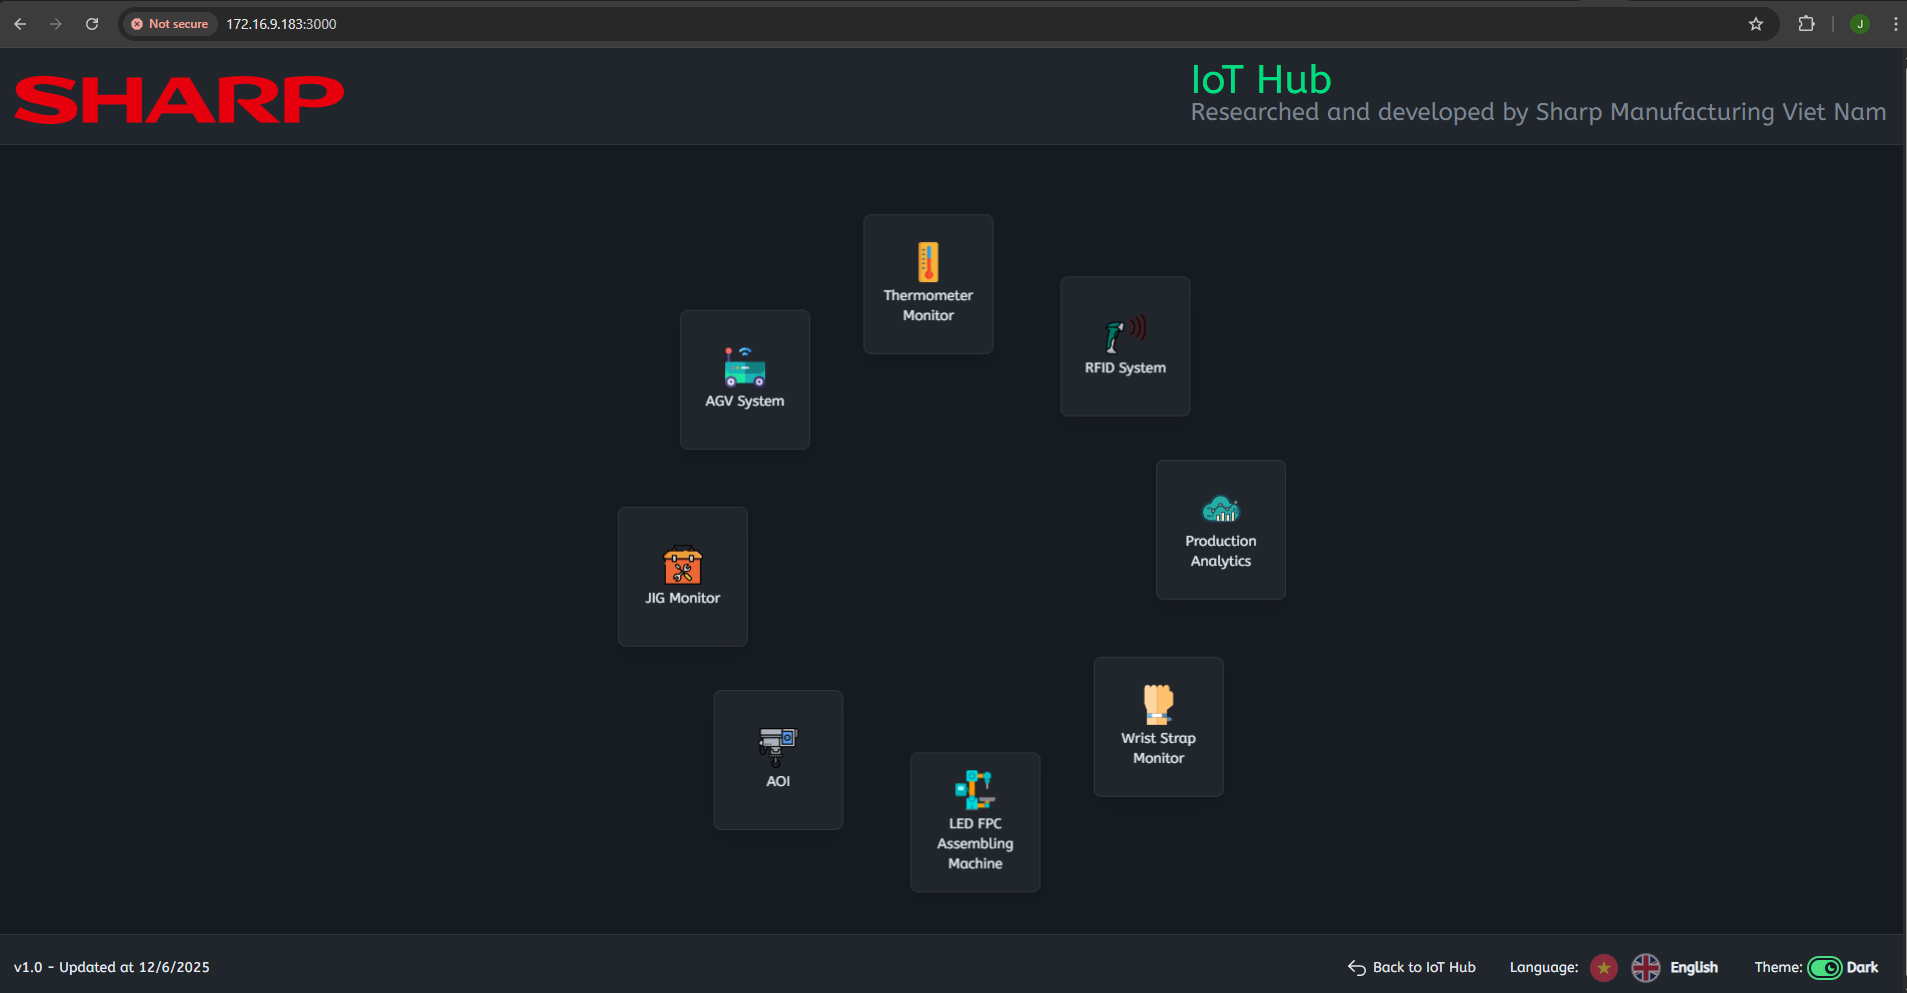 Not secure
172.16.9.183:3000
J
SHARP
IoT Hub
Researched and developed by Sharp Manufacturing Viet Nam
Thermometer
Monitor
RFID System
AGV System
Production
Analytics
JIG Monitor
Wrist Strap
Monitor
AOI
LED FPC
Assembling
Machine
v1.0 - Updated at 12/6/2025
Back to IoT Hub
Language:
English
Theme:
Dark